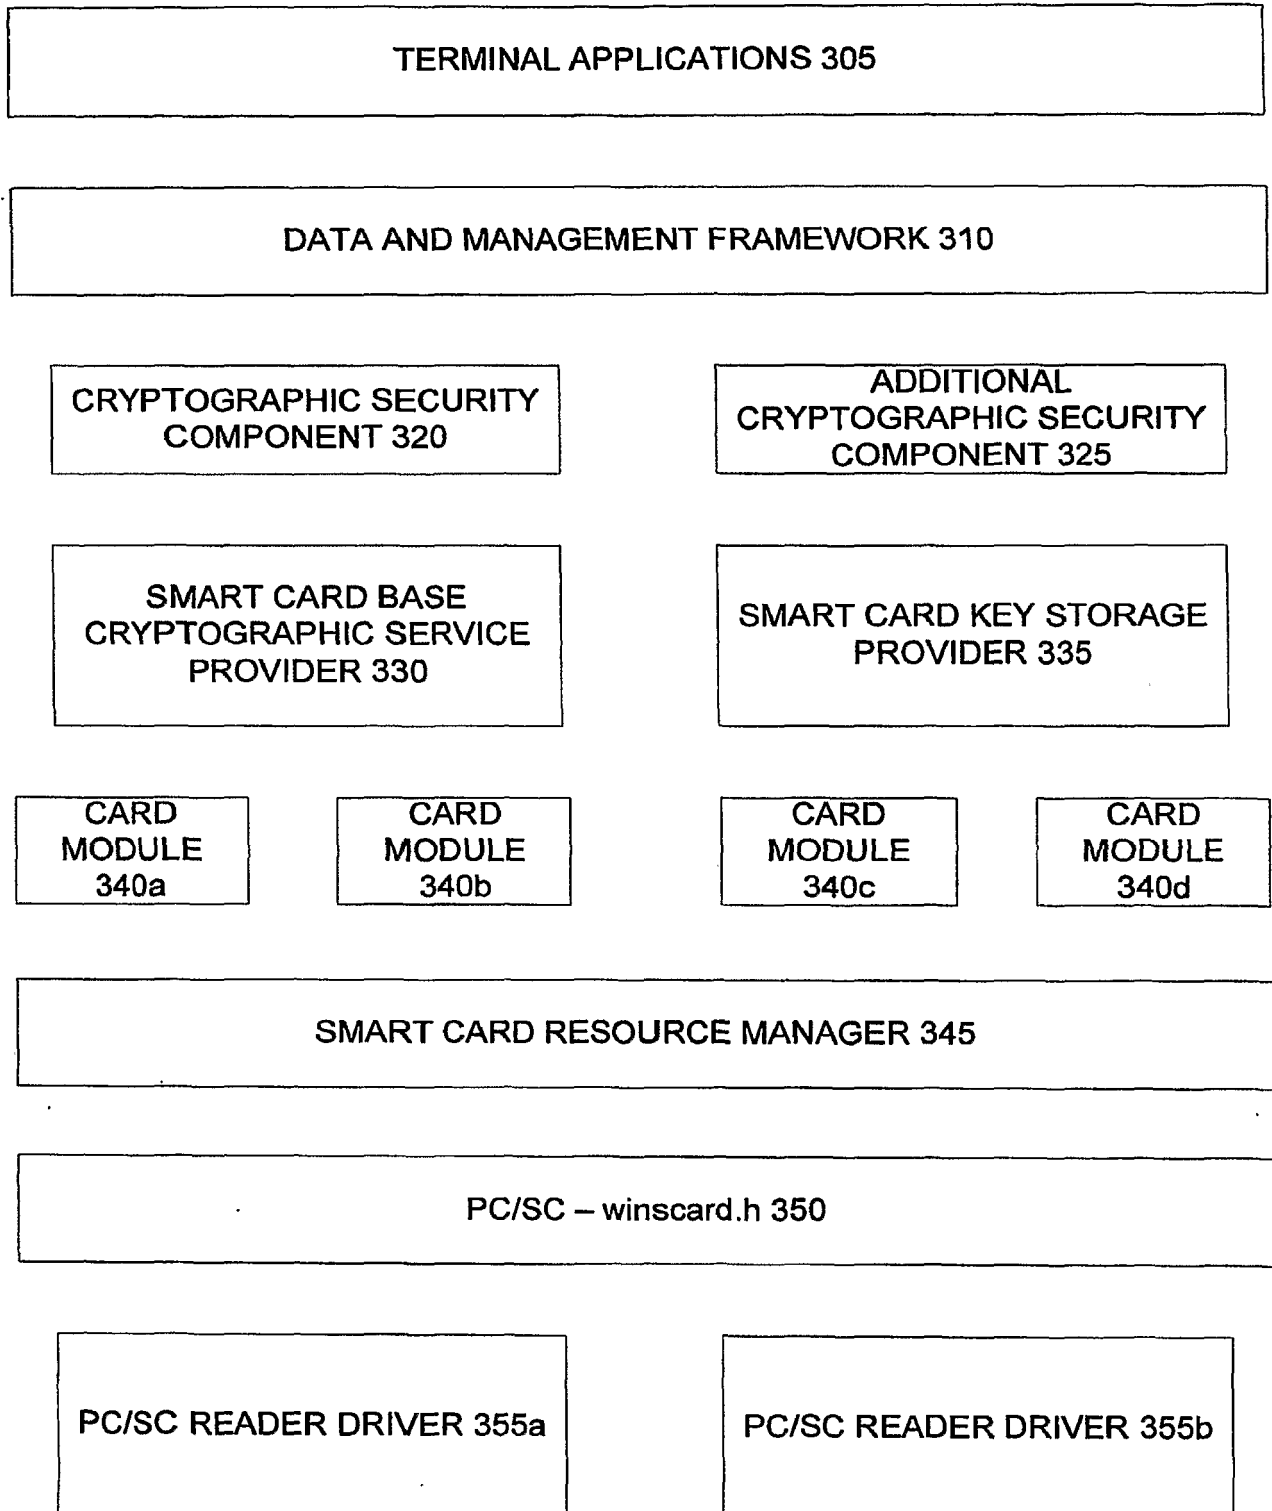 TERMINAL APPLICATIONS 305
DATA AND MANAGEMENT FRAMEWORK 310
CRYPTOGRAPHIC SECURITY
COMPONENT 320
ADDITIONAL
CRYPTOGRAPHIC SECURITY
COMPONENT 325
SMART CARD BASE
CRYPTOGRAPHIC SERVICE
PROVIDER 330
SMART CARD KEY STORAGE
PROVIDER 335
CARD
MODULE
340a
CARD
MODULE
340b
CARD
MODULE
340c
CARD
MODULE
340d
SMART CARD RESOURCE MANAGER 345
PC/SC – winscard.h 350
PC/SC READER DRIVER 355a
PC/SC READER DRIVER 355b